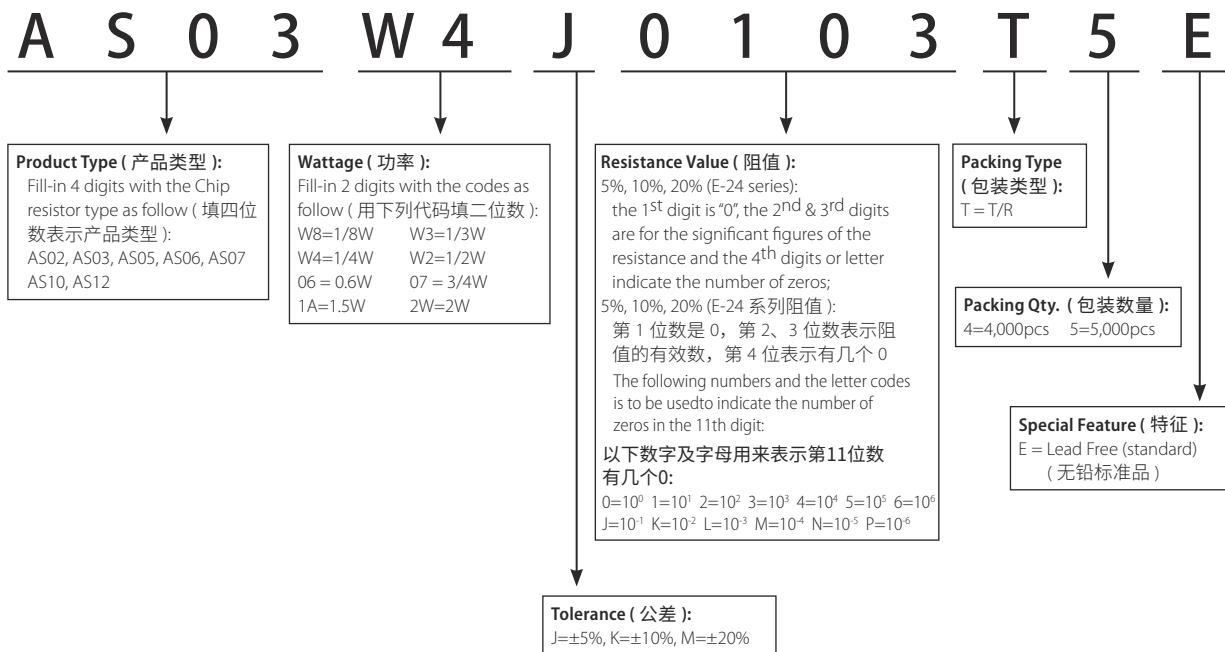 A S 0 3 W 4 J 0 1 0 3 T 5 E
Product Type ( 产品类型 ):
Fill-in 4 digits with the Chip
resistor type as follow ( 填四位
数表示产品类型 ):
AS02, AS03, AS05, AS06, AS07
AS10, AS12
Wattage ( 功率 ):
Fill-in 2 digits with the codes as
follow ( 用下列代码填二位数 ):
W8=1/8W W3=1/3W
W4=1/4W W2=1/2W
06 = 0.6W 07 = 3/4W
1A=1.5W 2W=2W
Resistance Value ( 阻值 ):
5%, 10%, 20% (E-24 series):
the 1st digit is “0”, the 2nd & 3rd digits
are for the significant figures of the
resistance and the 4th digits or letter
indicate the number of zeros;
5%, 10%, 20% (E-24 系列阻值 ):
第 1 位数是 0，第 2、3 位数表示阻
值的有效数，第 4 位表示有几个 0
The following numbers and the letter codes
is to be usedto indicate the number of
zeros in the 11th digit:
以下数字及字母用来表示第11位数
有几个0:
0=10⁰ 1=10¹ 2=10² 3=10³ 4=10⁴ 5=10⁵ 6=10⁶
J=10⁻¹ K=10⁻² L=10⁻³ M=10⁻⁴ N=10⁻⁵ P=10⁻⁶
Packing Type
( 包装类型 ):
T = T/R
Packing Qty. ( 包装数量 ):
4=4,000pcs 5=5,000pcs
Special Feature ( 特征 ):
E = Lead Free (standard)
( 无铅标准品 )
Tolerance ( 公差 ):
J=±5%, K=±10%, M=±20%